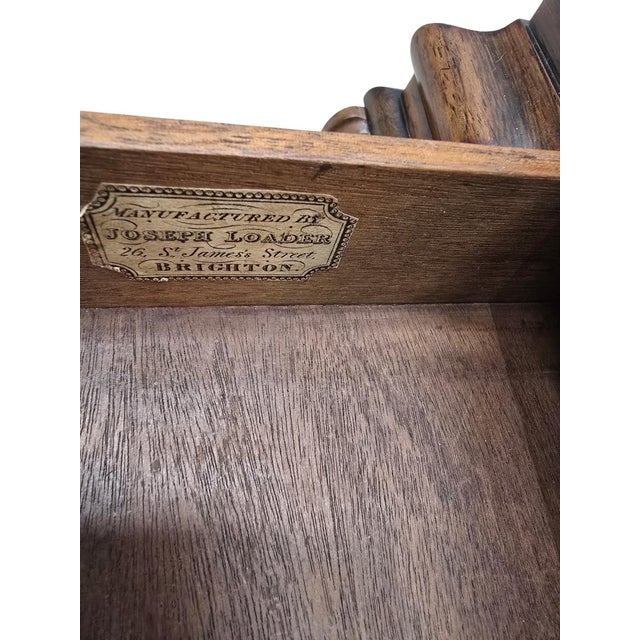 MANUFACTURED BY
JOSEPH LOADER
26, St. James's Street,
BRIGHTON.